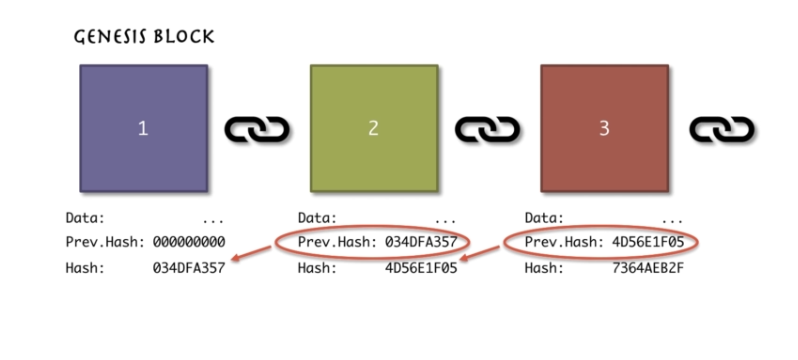 GENESIS BLOCK
1
2
3
Data: ...
Prev.Hash: 000000000
Hash: 034DFA357
Data: ...
Prev.Hash: 034DFA357
Hash: 4D56E1F05
Data: ...
Prev.Hash: 4D56E1F05
Hash: 7364AEB2F